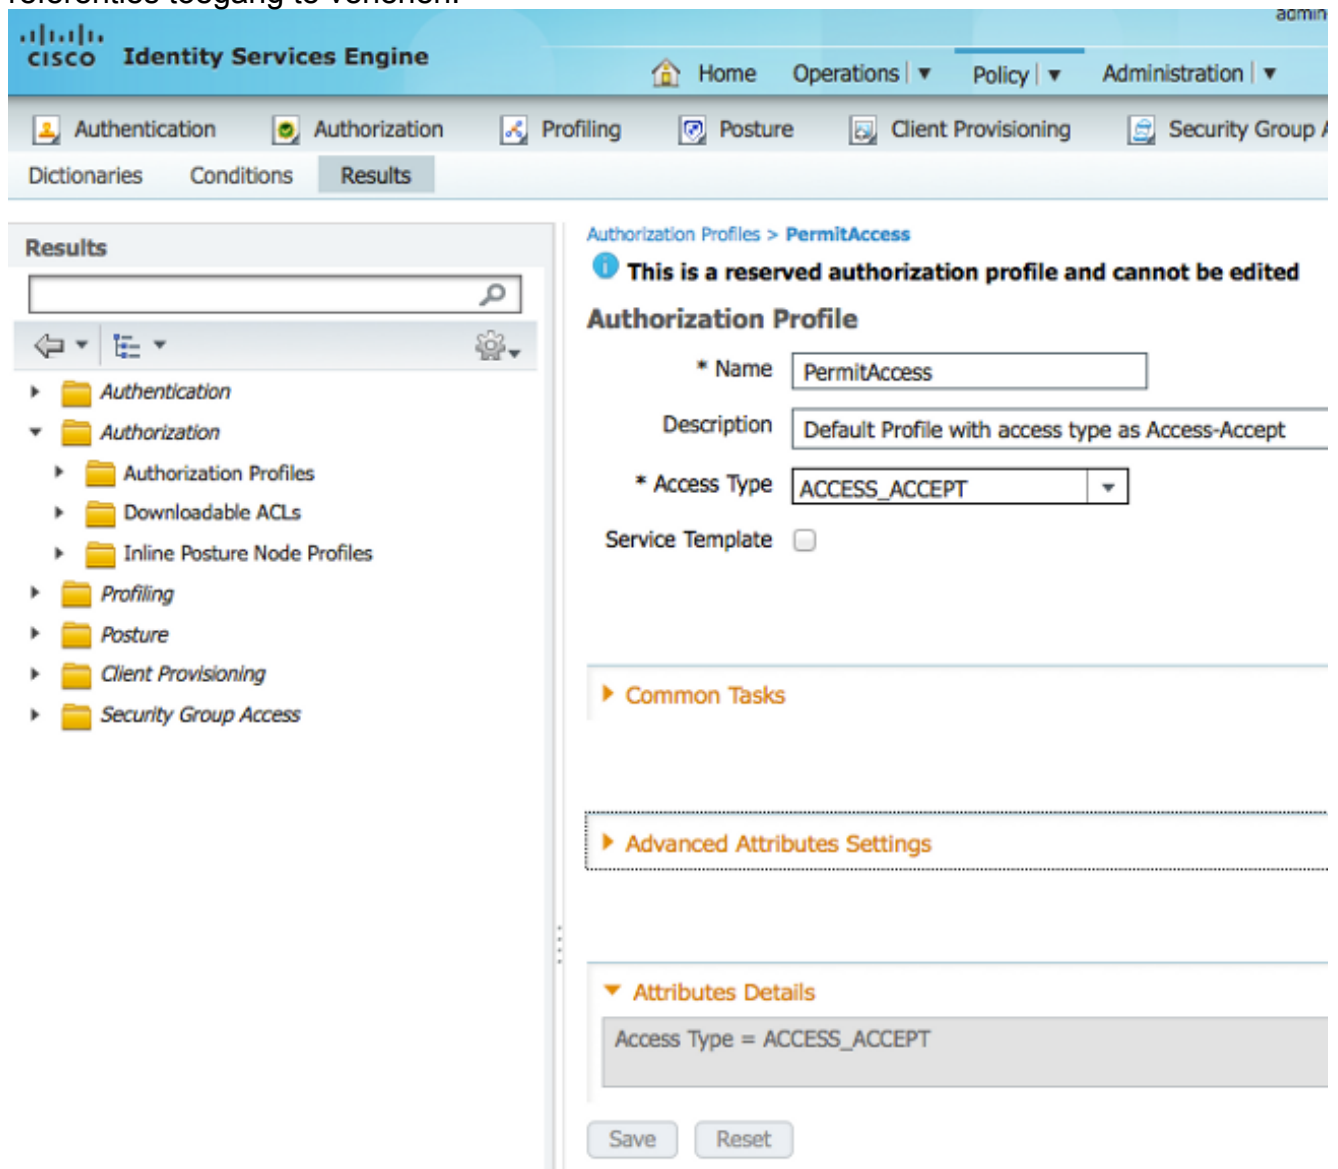 referenties toegang te verlenen.
admin
cisco Identity Services Engine
Home Operations Policy Administration
Authentication Authorization Profiling Posture Client Provisioning Security Group A
Dictionaries Conditions Results
Results
Authentication
Authorization
Authorization Profiles
Downloadable ACLs
Inline Posture Node Profiles
Profiling
Posture
Client Provisioning
Security Group Access
Authorization Profiles > PermitAccess
This is a reserved authorization profile and cannot be edited
Authorization Profile
* Name PermitAccess
Description Default Profile with access type as Access-Accept
* Access Type ACCESS_ACCEPT
Service Template
Common Tasks
Advanced Attributes Settings
Attributes Details
Access Type = ACCESS_ACCEPT
Save Reset